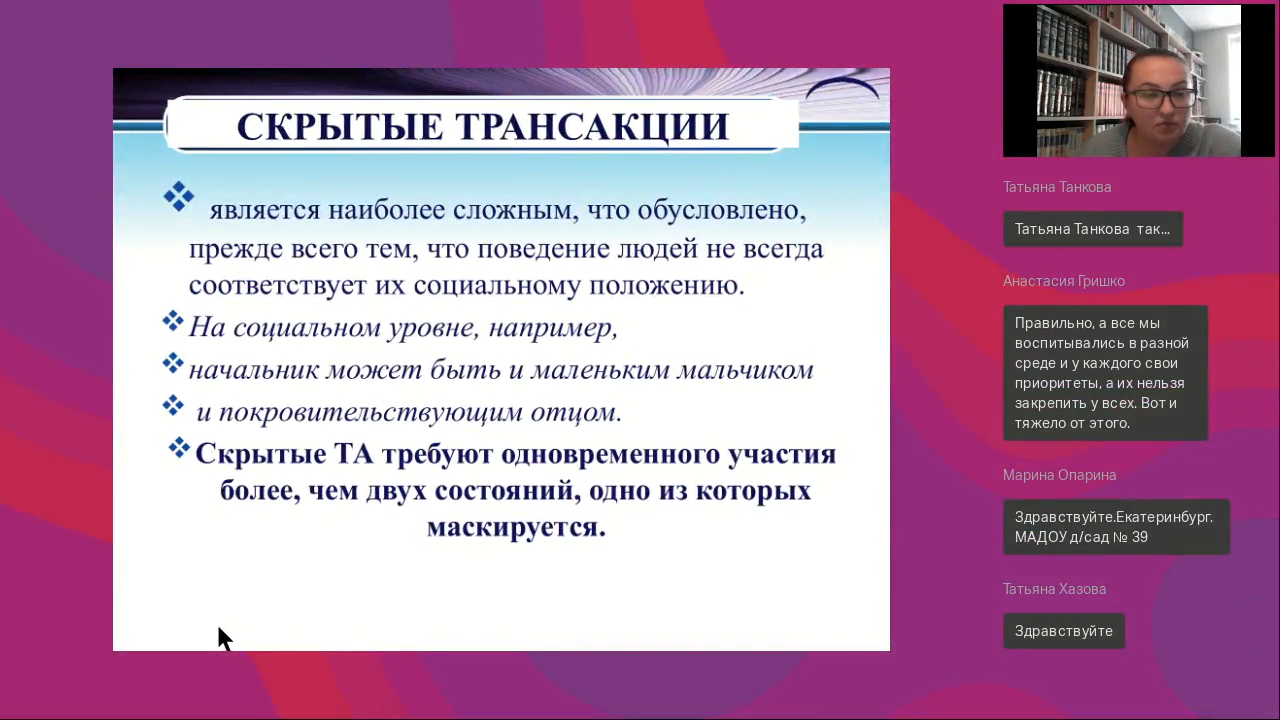 СКРЫТЫЕ ТРАНСАКЦИИ
является наиболее сложным, что обусловлено,
прежде всего тем, что поведение людей не всегда
соответствует их социальному положению.
На социальном уровне, например,
начальник может быть и маленьким мальчиком
и покровительствующим отцом.
Скрытые ТА требуют одновременного участия
более, чем двух состояний, одно из которых
маскируется.
Татьяна Танкова
Татьяна Танкова так...
Анастасия Гришко
Правильно, а все мы
воспитывались в разной
среде и у каждого свои
приоритеты, а их нельзя
закрепить у всех. Вот и
тяжело от этого.
Марина Опарина
Здравствуйте.Екатеринбург.
МАДОУ д/сад № 39
Татьяна Хазова
Здравствуйте